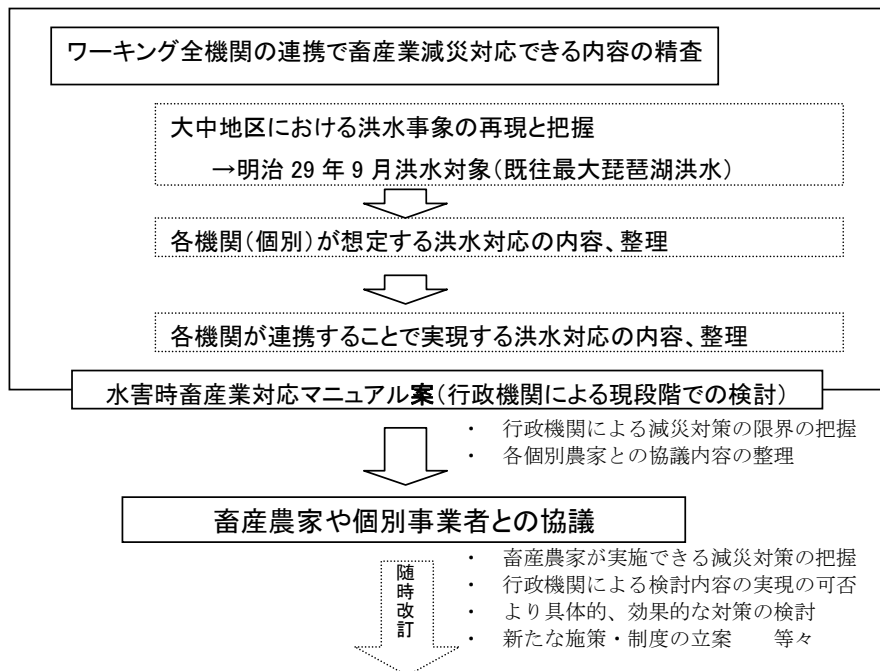 ワーキング全機関の連携で畜産業減災対応できる内容の精査
大中地区における洪水事象の再現と把握
→明治 29 年 9 月洪水対象（既往最大琵琶湖洪水）
各機関（個別）が想定する洪水対応の内容、整理
各機関が連携することで実現する洪水対応の内容、整理
水害時畜産業対応マニュアル案（行政機関による現段階での検討）
・ 行政機関による減災対策の限界の把握
・ 各個別農家との協議内容の整理
畜産農家や個別事業者との協議
随時改訂
・ 畜産農家が実施できる減災対策の把握
・ 行政機関による検討内容の実現の可否
・ より具体的、効果的な対策の検討
・ 新たな施策・制度の立案　　等々